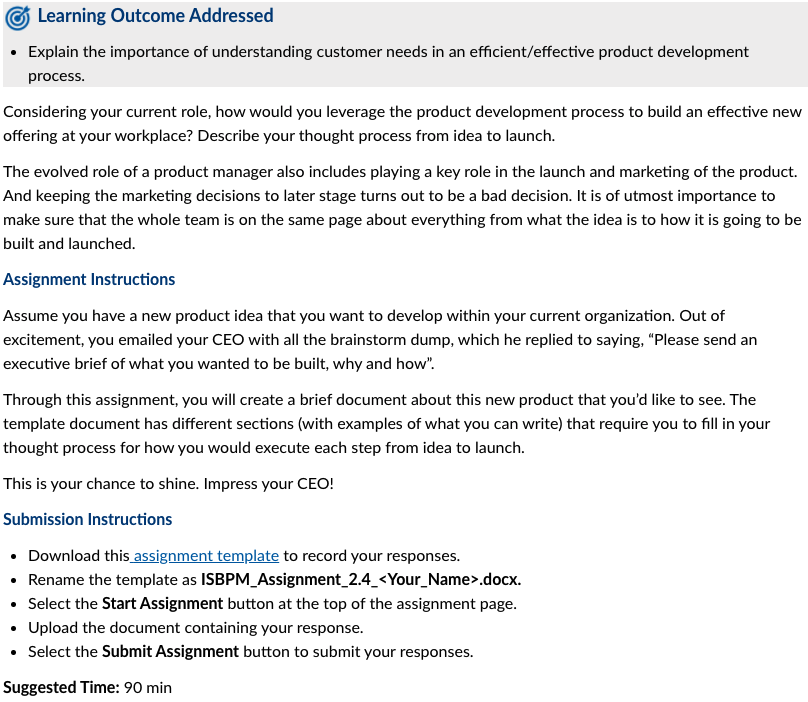 Learning Outcome Addressed
• Explain the importance of understanding customer needs in an efficient/effective product development
process.
Considering your current role, how would you leverage the product development process to build an effective new
offering at your workplace? Describe your thought process from idea to launch.
The evolved role of a product manager also includes playing a key role in the launch and marketing of the product.
And keeping the marketing decisions to later stage turns out to be a bad decision. It is of utmost importance to
make sure that the whole team is on the same page about everything from what the idea is to how it is going to be
built and launched.
Assignment Instructions
Assume you have a new product idea that you want to develop within your current organization. Out of
excitement, you emailed your CEO with all the brainstorm dump, which he replied to saying, “Please send an
executive brief of what you wanted to be built, why and how”.
Through this assignment, you will create a brief document about this new product that you’d like to see. The
template document has different sections (with examples of what you can write) that require you to fill in your
thought process for how you would execute each step from idea to launch.
This is your chance to shine. Impress your CEO!
Submission Instructions
• Download this assignment template to record your responses.
• Rename the template as ISBPM_Assignment_2.4_<Your_Name>.docx.
• Select the Start Assignment button at the top of the assignment page.
• Upload the document containing your response.
• Select the Submit Assignment button to submit your responses.
Suggested Time: 90 min